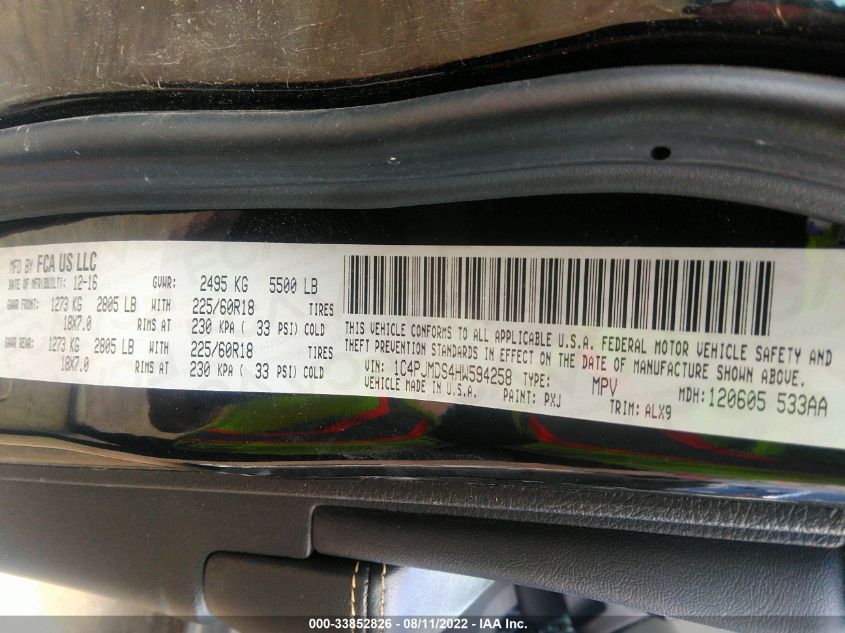 MFD BY FCA US LLC
DATE OF MFR(BUILT): 12-16 GVWR: 2495 KG 5500 LB
GAWR FRONT: 1273 KG 2805 LB WITH 225/60R18 TIRES
18X7.0 RIMS AT 230 KPA ( 33 PSI) COLD
GAWR REAR: 1273 KG 2805 LB WITH 225/60R18 TIRES
18X7.0 RIMS AT 230 KPA ( 33 PSI) COLD
THIS VEHICLE CONFORMS TO ALL APPLICABLE U.S.A. FEDERAL MOTOR VEHICLE SAFETY AND
THEFT PREVENTION STANDARDS IN EFFECT ON THE DATE OF MANUFACTURE SHOWN ABOVE.
VIN: 1C4PJMDS4HW594258 TYPE: MPV MDH:120605 533AA
VEHICLE MADE IN U.S.A. PAINT: PXJ TRIM: ALX9
000-33852826 - 08/11/2022 - IAA Inc.